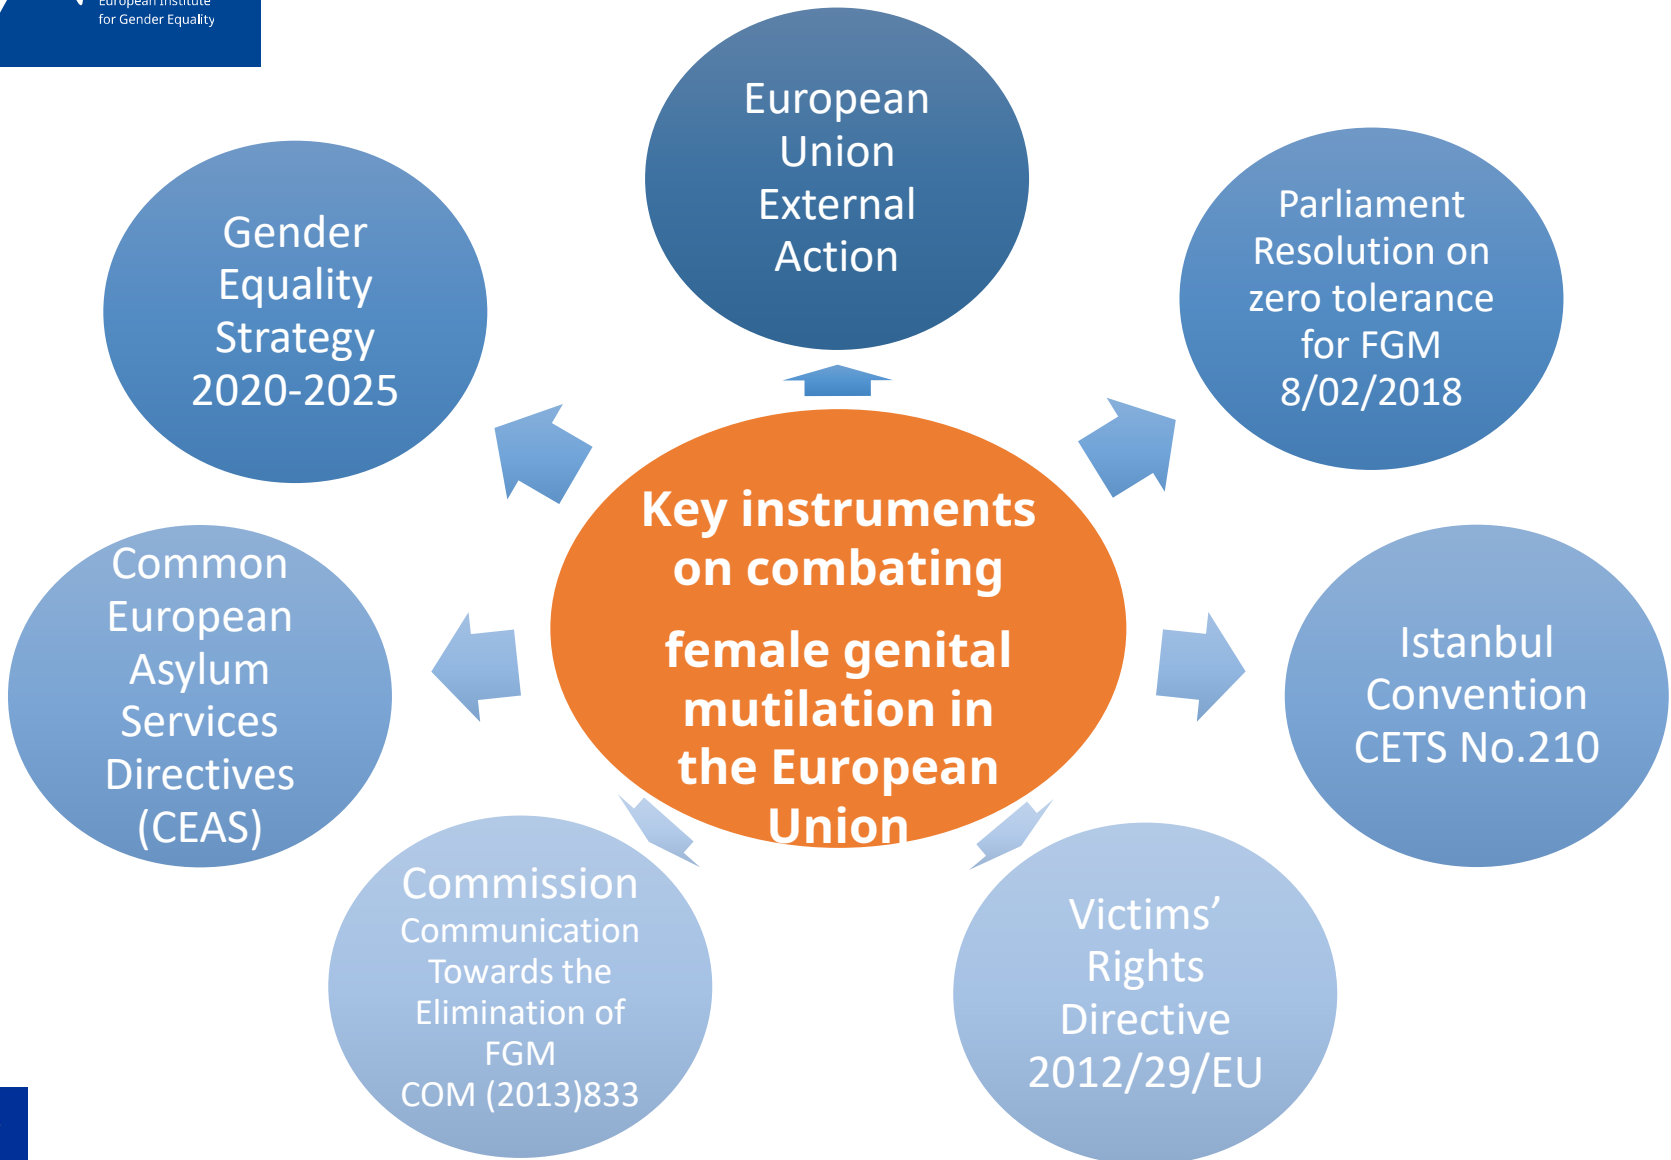 European Institute
for Gender Equality
European
Union
External
Action
Parliament
Resolution on
zero tolerance
for FGM
8/02/2018
Istanbul
Convention
CETS No.210
Victims’
Rights
Directive
2012/29/EU
Commission
Communication
Towards the
Elimination of
FGM
COM (2013)833
Common
European
Asylum
Services
Directives
(CEAS)
Gender
Equality
Strategy
2020-2025
Key instruments
on combating
female genital
mutilation in
the European
Union